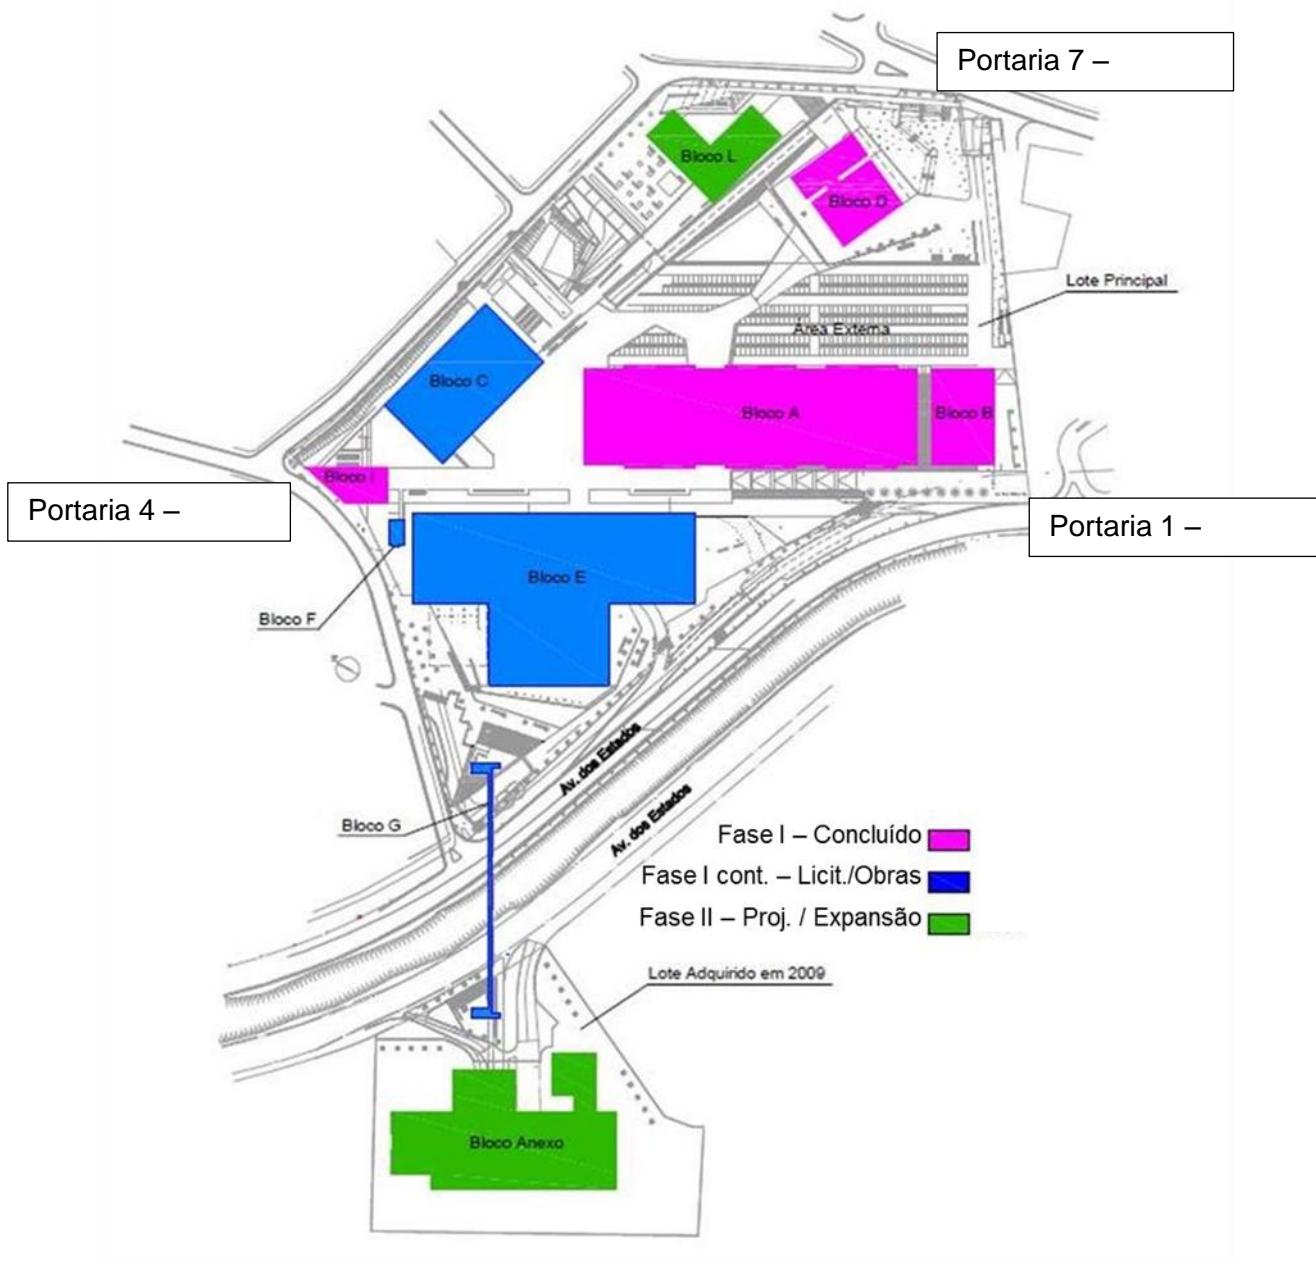 Portaria 7 –
Bloco L
Bloco D
Lote Principal
Área Externa
Bloco C
Bloco A
Bloco B
Bloco I
Portaria 4 –
Portaria 1 –
Bloco E
Bloco F
Av. dos Estados
Av. dos Estados
Bloco G
Fase I – Concluído
Fase I cont. – Licit./Obras
Fase II – Proj. / Expansão
Lote Adquirido em 2009
Bloco Anexo